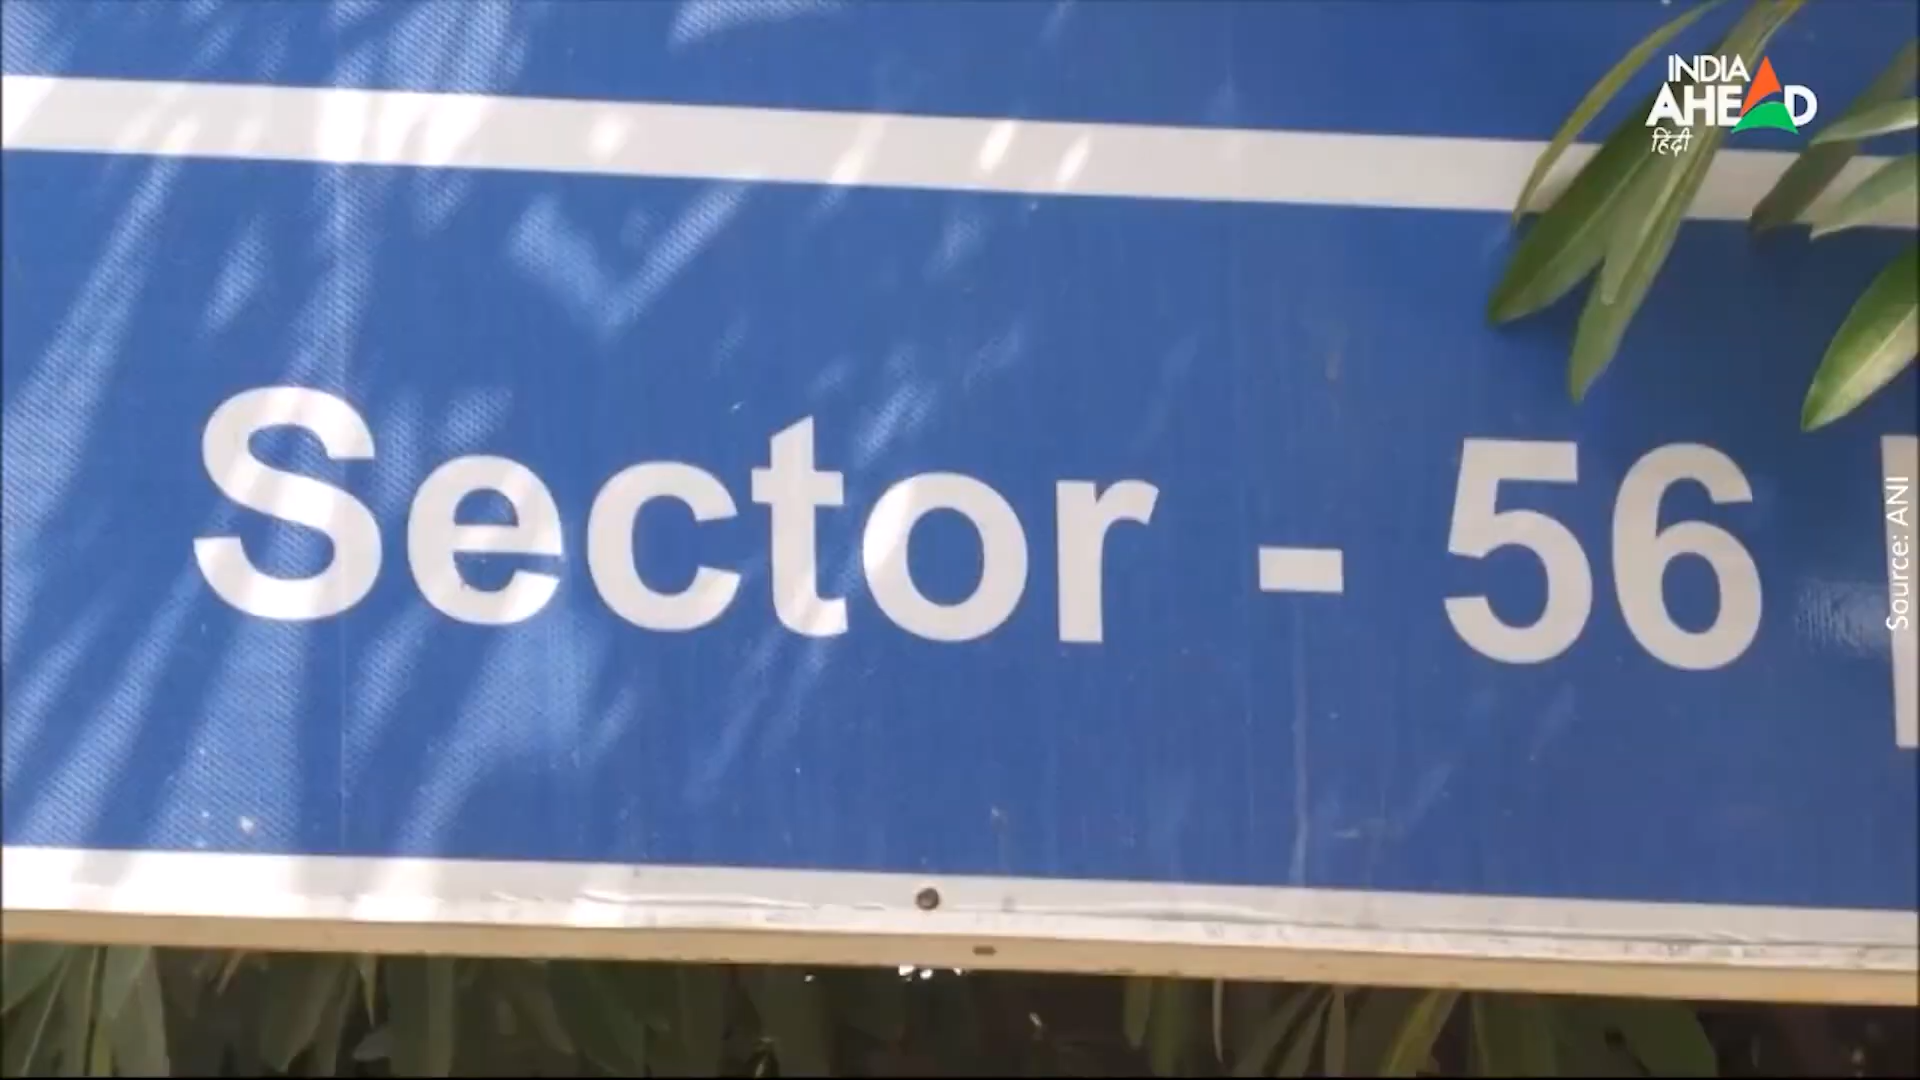 INDIA
AHEAD
हिंदी
Sector - 56
Source: ANI